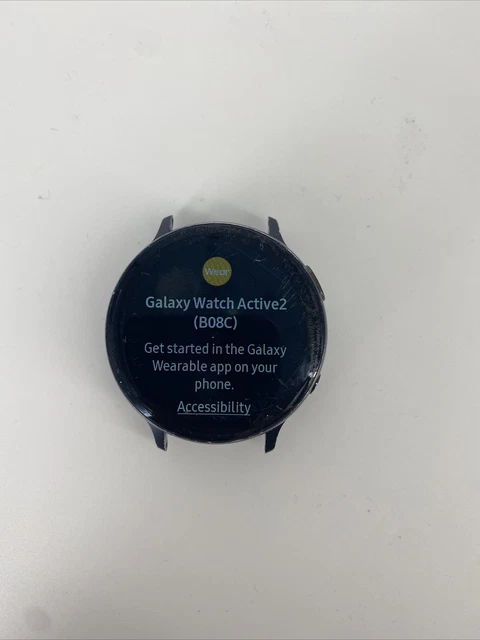 Wear
Galaxy Watch Active2
(B08C)
Get started in the Galaxy
Wearable app on your
phone.
Accessibility